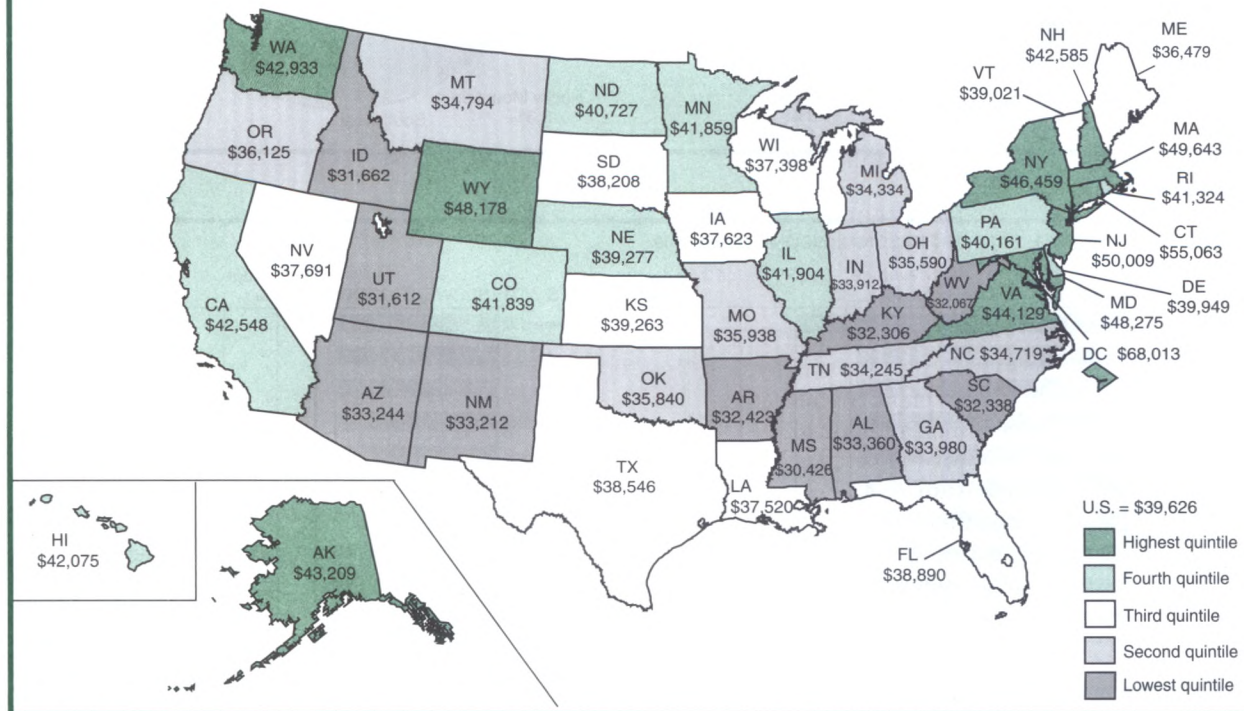 WA
$42,933
MT
$34,794
ND
$40,727
MN
$41,859
NH
$42,585
ME
$36,479
VT
$39,021
OR
$36,125
ID
$31,662
WY
$48,178
SD
$38,208
WI
$37,398
MI
$34,334
NY
$46,459
MA
$49,643
RI
$41,324
CT
$55,063
NJ
$50,009
DE
$39,949
MD
$48,275
DC $68,013
NV
$37,691
UT
$31,612
CO
$41,839
NE
$39,277
IA
$37,623
IL
$41,904
IN
$33,912
OH
$35,590
PA
$40,161
WV
$32,067
VA
$44,129
CA
$42,548
KS
$39,263
MO
$35,938
KY
$32,306
NC $34,719
TN $34,245
SC
$32,338
AZ
$33,244
NM
$33,212
OK
$35,840
AR
$32,423
MS
$30,426
AL
$33,360
GA
$33,980
TX
$38,546
LA
$37,520
FL
$38,890
HI
$42,075
AK
$43,209
U.S. = $39,626
Highest quintile
Fourth quintile
Third quintile
Second quintile
Lowest quintile